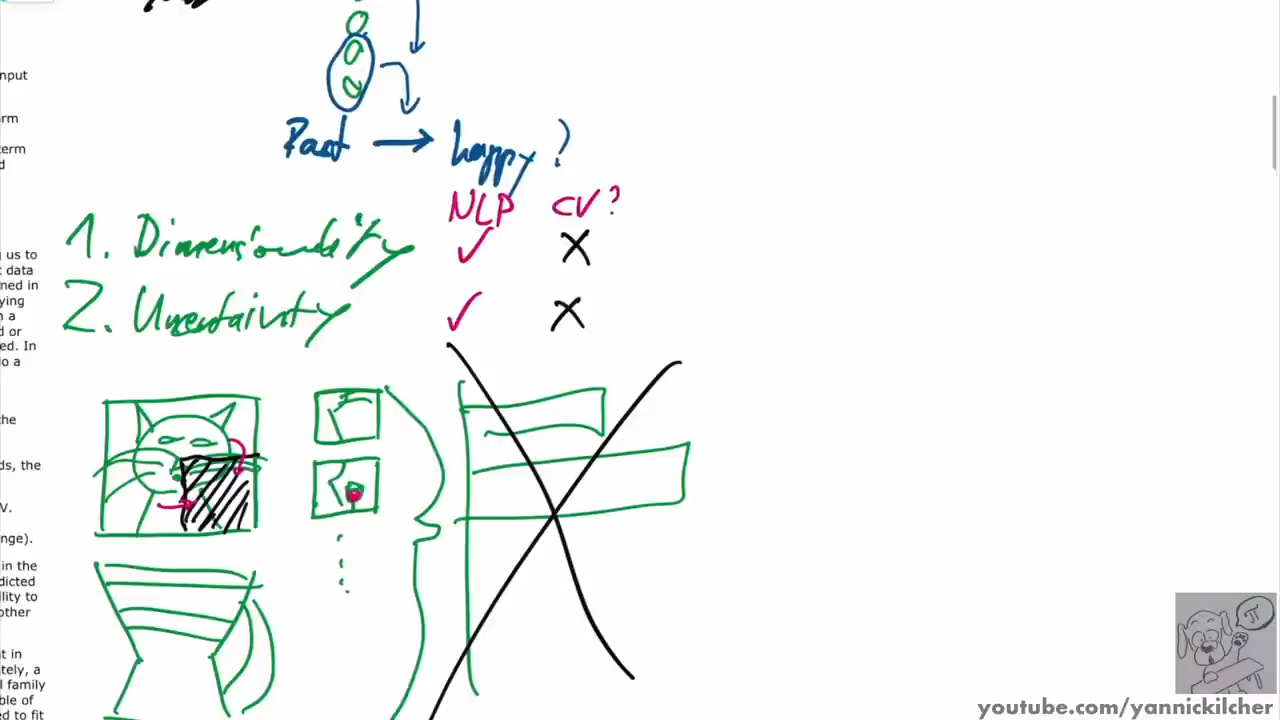 nput
rm
term
d
Past → happy ?
NLP CV?
1. Dimensionality ✓ X
2. Uncertainty ✓ X
g us to
t data
ned in
ying
n a
d or
ed. In
lo a
the
ds, the
V.
nge).
in the
dicted
lity to
other
t in
tely, a
l family
ble of
ed to fit
π
youtube.com/yannickilcher